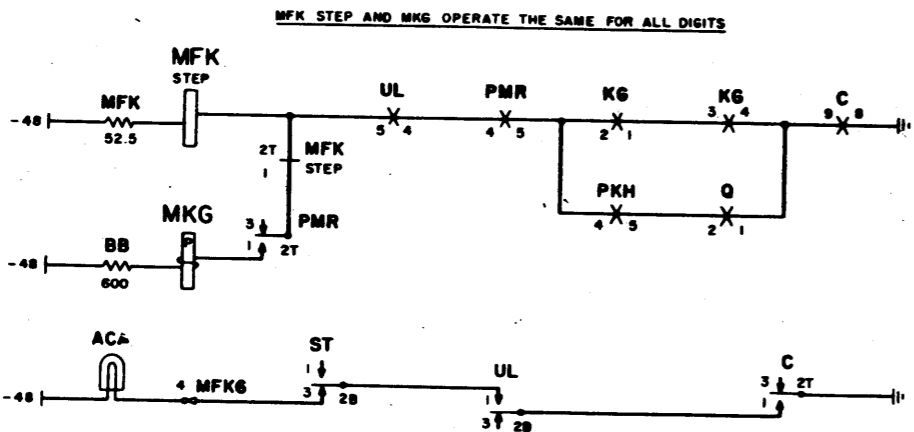 MFK STEP AND MKG OPERATE THE SAME FOR ALL DIGITS
MFK
STEP
MFK
-48
52.5
UL
5 4
PMR
4 5
KG
2 1
KG
3 4
C
9 8
2T
1
MFK
STEP
PKH
4 5
Q
2 1
MKG
P
3
1
2T
PMR
BB
-48
600
ST
1
3
2B
UL
1
3
2B
C
3
1
2T
-48
4
MFKG